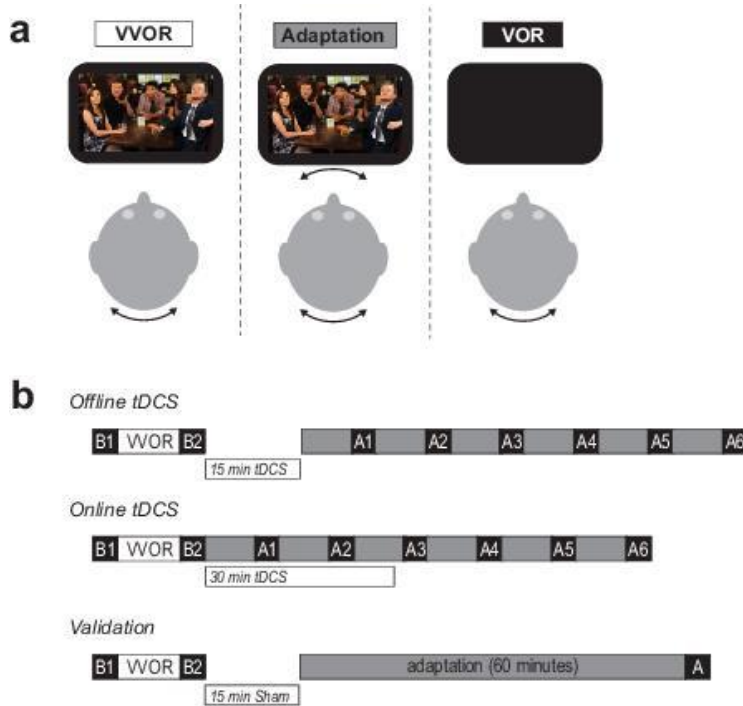 a
VVOR Adaptation VOR
b
Offline tDCS
B1 VVOR B2 A1 A2 A3 A4 A5 A6
15 min tDCS
Online tDCS
B1 VVOR B2 A1 A2 A3 A4 A5 A6
30 min tDCS
Validation
B1 VVOR B2 adaptation (60 minutes) A
15 min Sham